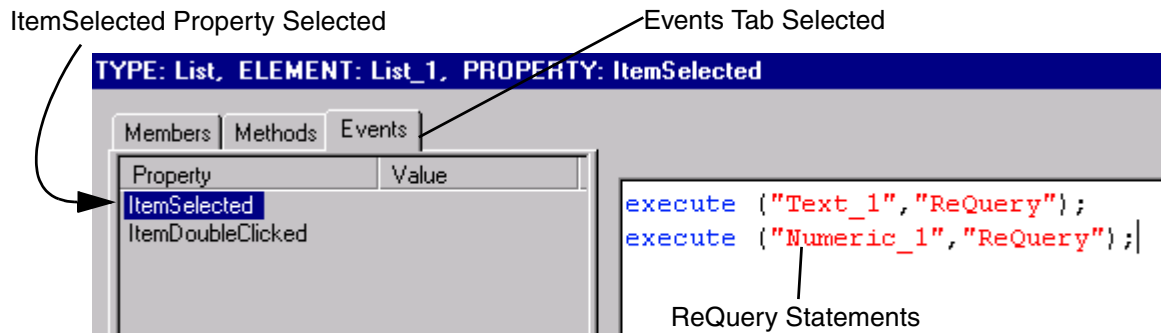 ItemSelected Property Selected
Events Tab Selected
TYPE: List, ELEMENT: List_1, PROPERTY: ItemSelected
Members Methods Events
Property Value
ItemSelected
ItemDoubleClicked
execute ("Text_1","ReQuery");
execute ("Numeric_1","ReQuery");
ReQuery Statements